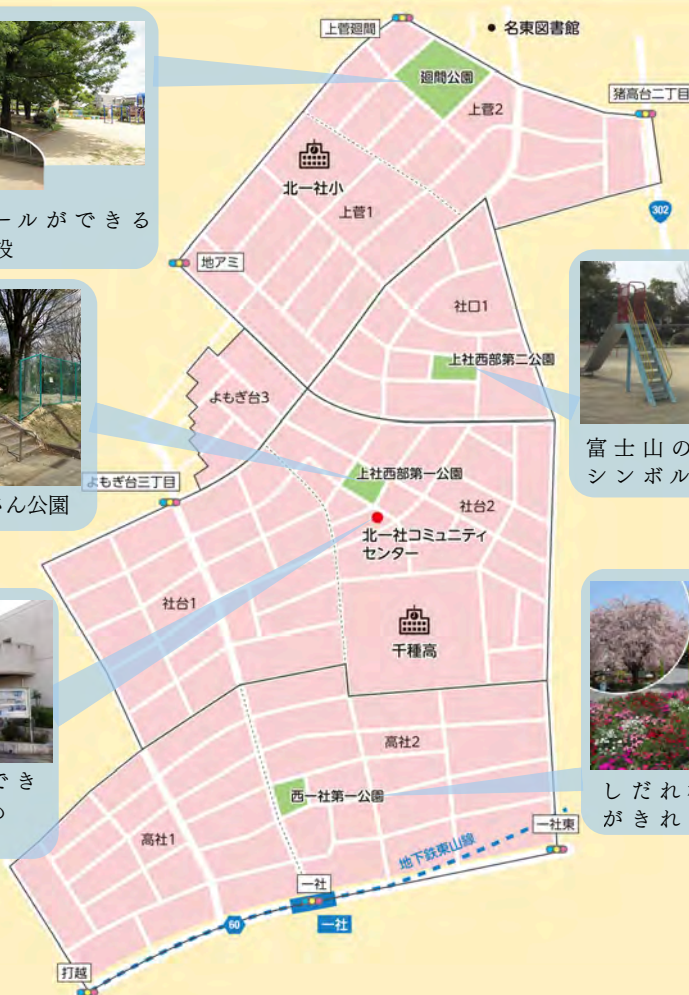 上菅廻間
名東図書館
廻間公園
猪高台二丁目
上菅2
北一社小
上菅1
302
ールができる
役
地アミ
社口1
上社西部第二公園
よもぎ台3
富士山の
シンボル
よもぎ台三丁目
上社西部第一公園
ん公園
社台2
北一社コミュニティ
センター
社台1
千種高
高社2
でき
の
西一社第一公園
しだれ
がきれ
高社1
一社東
地下鉄東山線
一社
60
一社
打越